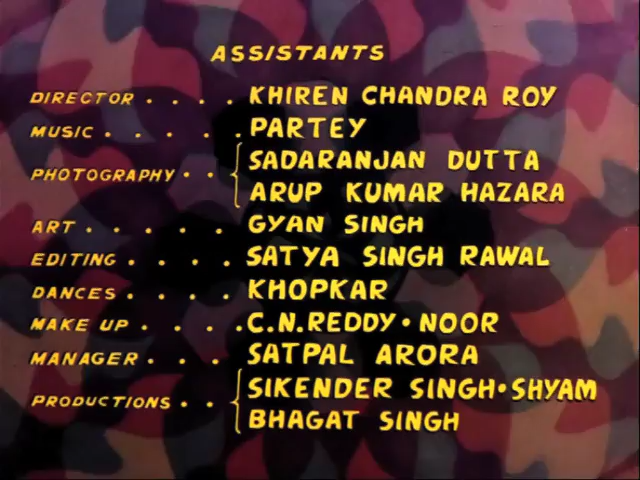 ASSISTANTS
DIRECTOR . . . . KHIREN CHANDRA ROY
MUSIC . . . . . PARTEY
PHOTOGRAPHY . . { SADARANJAN DUTTA
ARUP KUMAR HAZARA
ART . . . . . GYAN SINGH
EDITING . . . . SATYA SINGH RAWAL
DANCES . . . . KHOPKAR
MAKE UP . . . . C.N.REDDY • NOOR
MANAGER . . . SATPAL ARORA
PRODUCTIONS . . { SIKENDER SINGH • SHYAM
BHAGAT SINGH